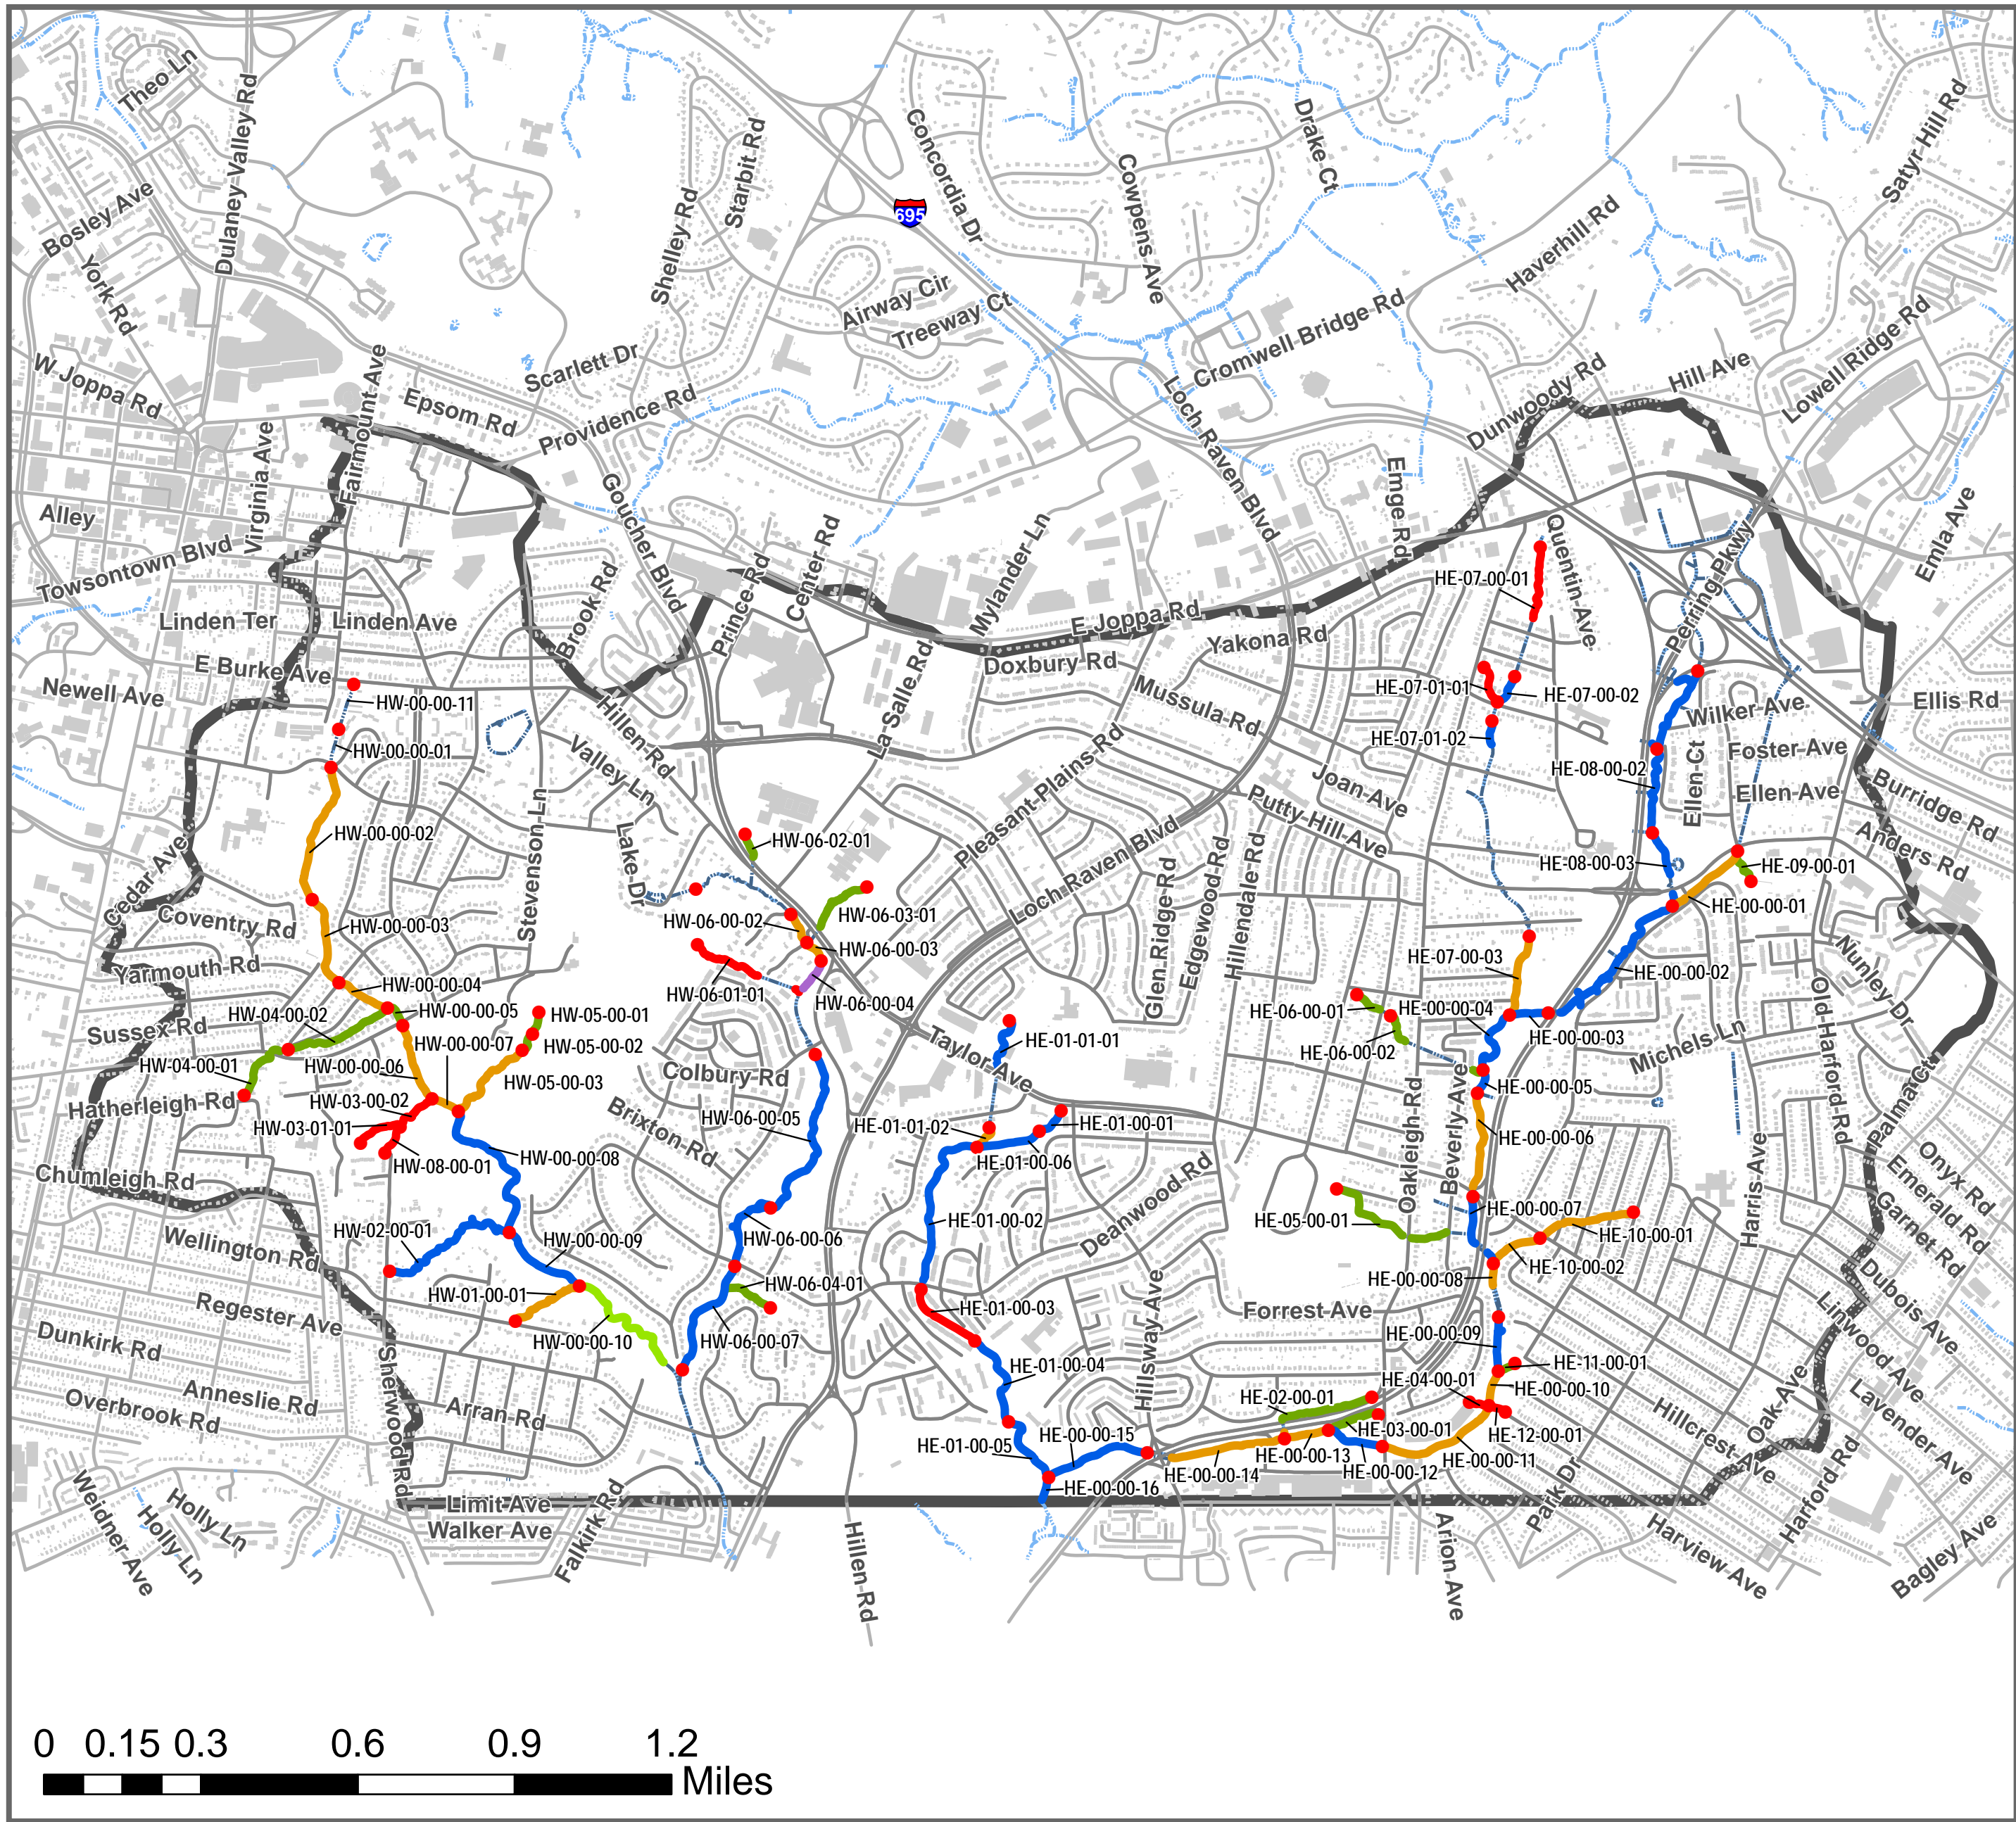 Theo Ln
Dulaney Valley Rd
Bosley Ave
York Rd
Shelley Rd
Starbit Rd
695
Concordia Dr
Cowpens Ave
Drake Ct
Haverhill Rd
Satyr Hill Rd
Airway Cir
Treeway Ct
Cromwell Bridge Rd
Lowell Ridge Rd
W Joppa Rd
Fairmount Ave
Epsom Rd
Scarlett Dr
Providence Rd
Loch Raven Blvd
Dunwoody Rd
Hill Ave
Virginia Ave
Goucher Blvd
Emge Rd
Alley
Towsontown Blvd
Center Rd
Mylander Ln
Quentin Ave
Perring Pkwy
Emla Ave
Linden Ter
Linden Ave
Brook Rd
Prince Rd
E Joppa Rd
Yakona Rd
HE-07-00-01
E Burke Ave
Newell Ave
Hillen Rd
La Salle Rd
Doxbury Rd
Mussula Rd
HE-07-01-01
HE-07-00-02
HE-07-01-02
Wilker Ave
Ellis Rd
HW-00-00-11
HW-00-00-01
Valley Ln
Pleasant Plains Rd
Joan Ave
HE-08-00-02
Ellen Ct
Foster Ave
Ellen Ave
Burridge Rd
Anders Rd
HW-00-00-02
Stevenson Ln
Lake Dr
HW-06-02-01
Loch Raven Blvd
Putty Hill Ave
HE-08-00-03
HE-09-00-01
Cedar Ave
Coventry Rd
HW-00-00-03
HW-06-00-02
HW-06-03-01
HW-06-00-03
Glen Ridge Rd
Edgewood Rd
Hillendale Rd
HE-00-00-01
Yarmouth Rd
HW-00-00-04
HW-06-01-01
HW-06-00-04
HE-07-00-03
HE-00-00-02
Nunley Dr
Old Harford Rd
Sussex Rd
HW-04-00-02
HW-00-00-05
HW-05-00-01
HW-00-00-07
HW-05-00-02
Taylor Ave
HE-01-01-01
HE-06-00-01
HE-00-00-04
HE-06-00-02
HE-00-00-03
Michels Ln
HW-04-00-01
HW-00-00-06
HW-05-00-03
Colbury Rd
HE-00-00-05
Palma Ct
Hatherleigh Rd
HW-03-00-02
HW-03-01-01
Brixton Rd
HW-06-00-05
HE-01-01-02
HE-01-00-01
HE-01-00-06
Oakleigh Rd
Beverly Ave
HE-00-00-06
Harris Ave
Onyx Rd
Emerald Rd
Garnet Rd
HW-08-00-01
HW-00-00-08
Chumleigh Rd
Deanwood Rd
HE-01-00-02
HE-05-00-01
HE-00-00-07
HE-10-00-01
HE-10-00-02
Dubois Ave
HW-02-00-01
HW-00-00-09
HW-06-00-06
Wellington Rd
HW-06-04-01
HE-00-00-08
Linwood Ave
HW-01-00-01
Regester Ave
HE-01-00-03
Hillsway Ave
Forrest Ave
HW-00-00-10
HW-06-00-07
Dunkirk Rd
HE-00-00-09
HE-01-00-04
HE-11-00-01
HE-04-00-01
HE-00-00-10
Sherwood Rd
Anneslie Rd
Overbrook Rd
Arran Rd
HE-02-00-01
Hillcrest Ave
Oak Ave
Lavender Ave
HE-01-00-05
HE-00-00-15
HE-03-00-01
HE-12-00-01
HE-00-00-13
HE-00-00-11
HE-00-00-14
HE-00-00-12
HE-00-00-16
Park Dr
Harford Rd
Weidner Ave
Holly Ln
Holly Ln
Limit Ave
Walker Ave
Falkirk Rd
Hillen Rd
Arion Ave
Harview Ave
Bagley Ave
0 0.15 0.3 0.6 0.9 1.2
Miles